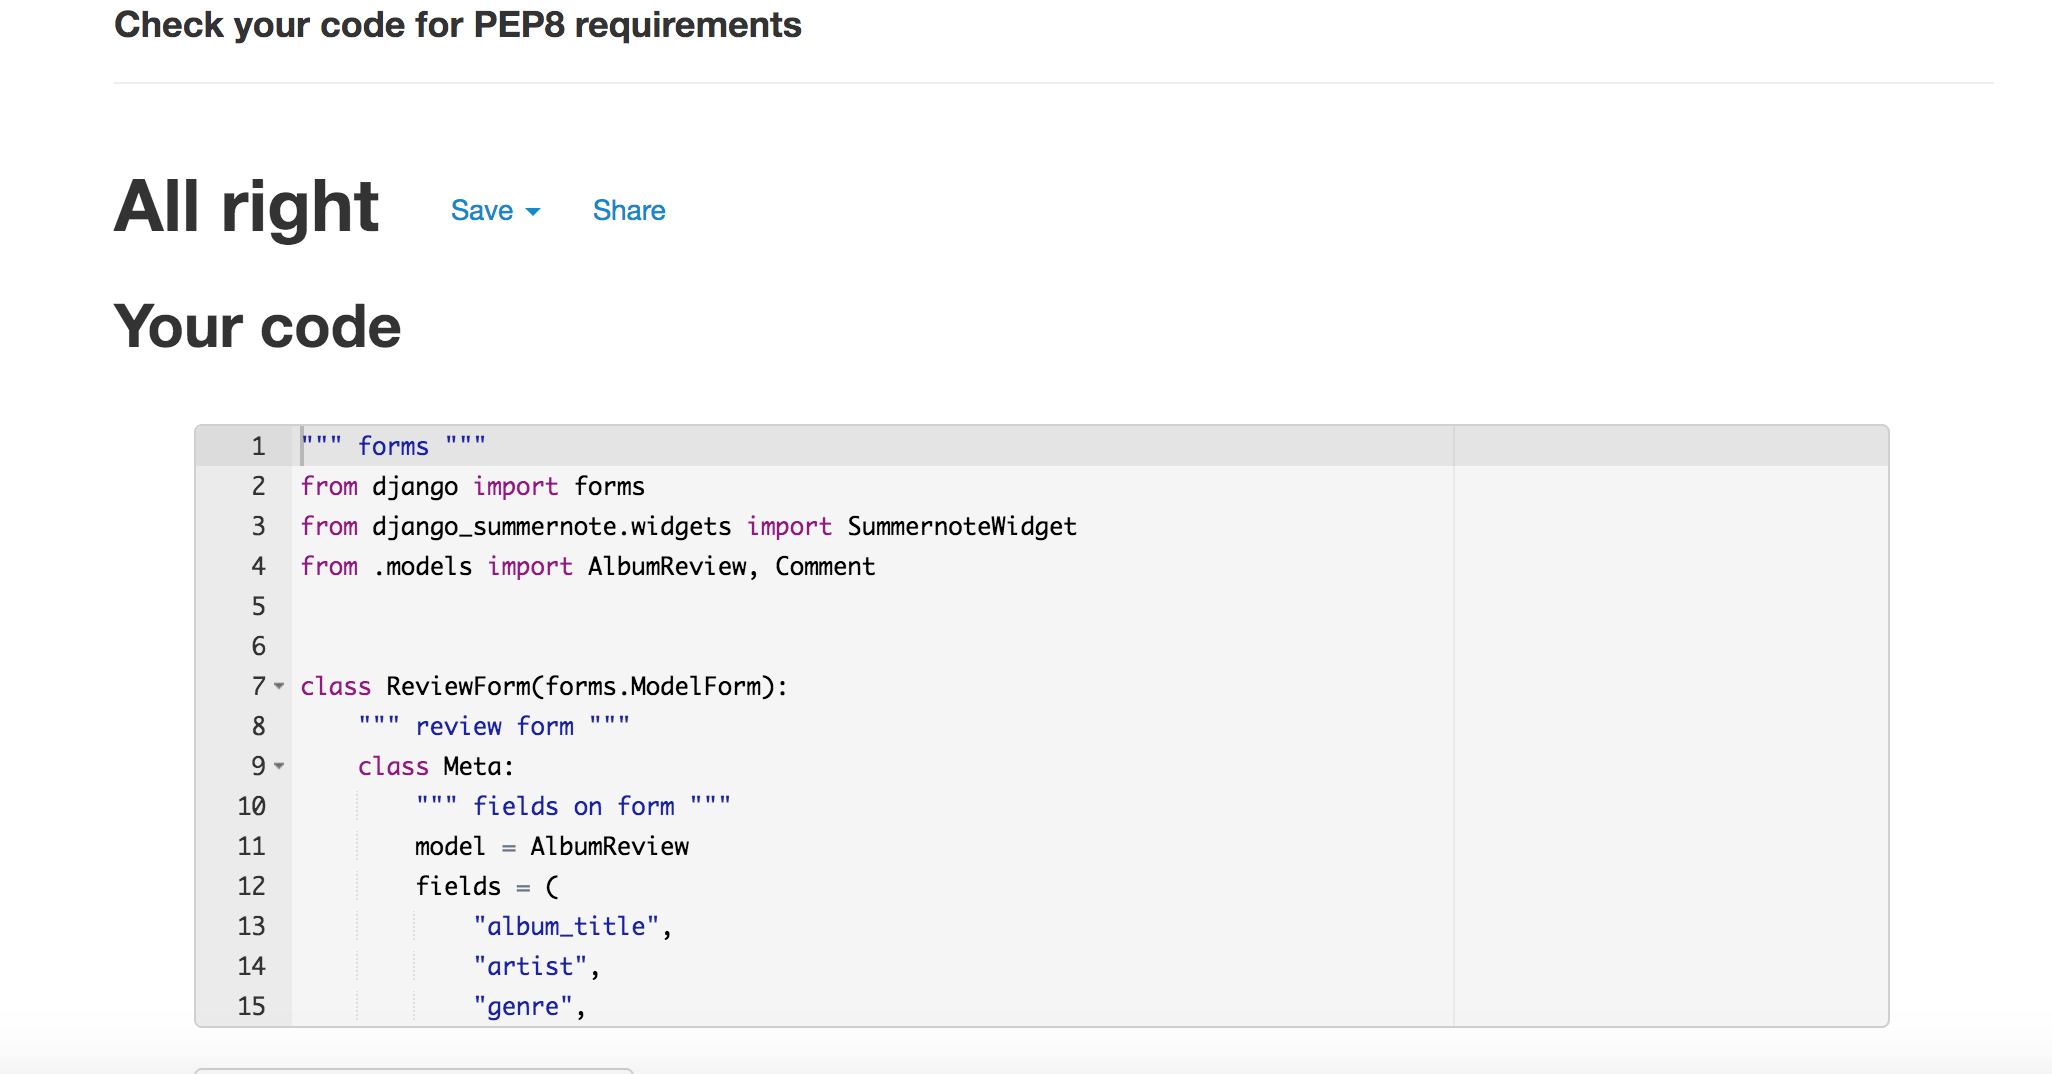 Check your code for PEP8 requirements
All right Save Share
Your code
1 """ forms """
2 from django import forms
3 from django_summernote.widgets import SummernoteWidget
4 from .models import AlbumReview, Comment
5
6
7 class ReviewForm(forms.ModelForm):
8     """ review form """
9     class Meta:
10         """ fields on form """
11         model = AlbumReview
12         fields = (
13             "album_title",
14             "artist",
15             "genre",